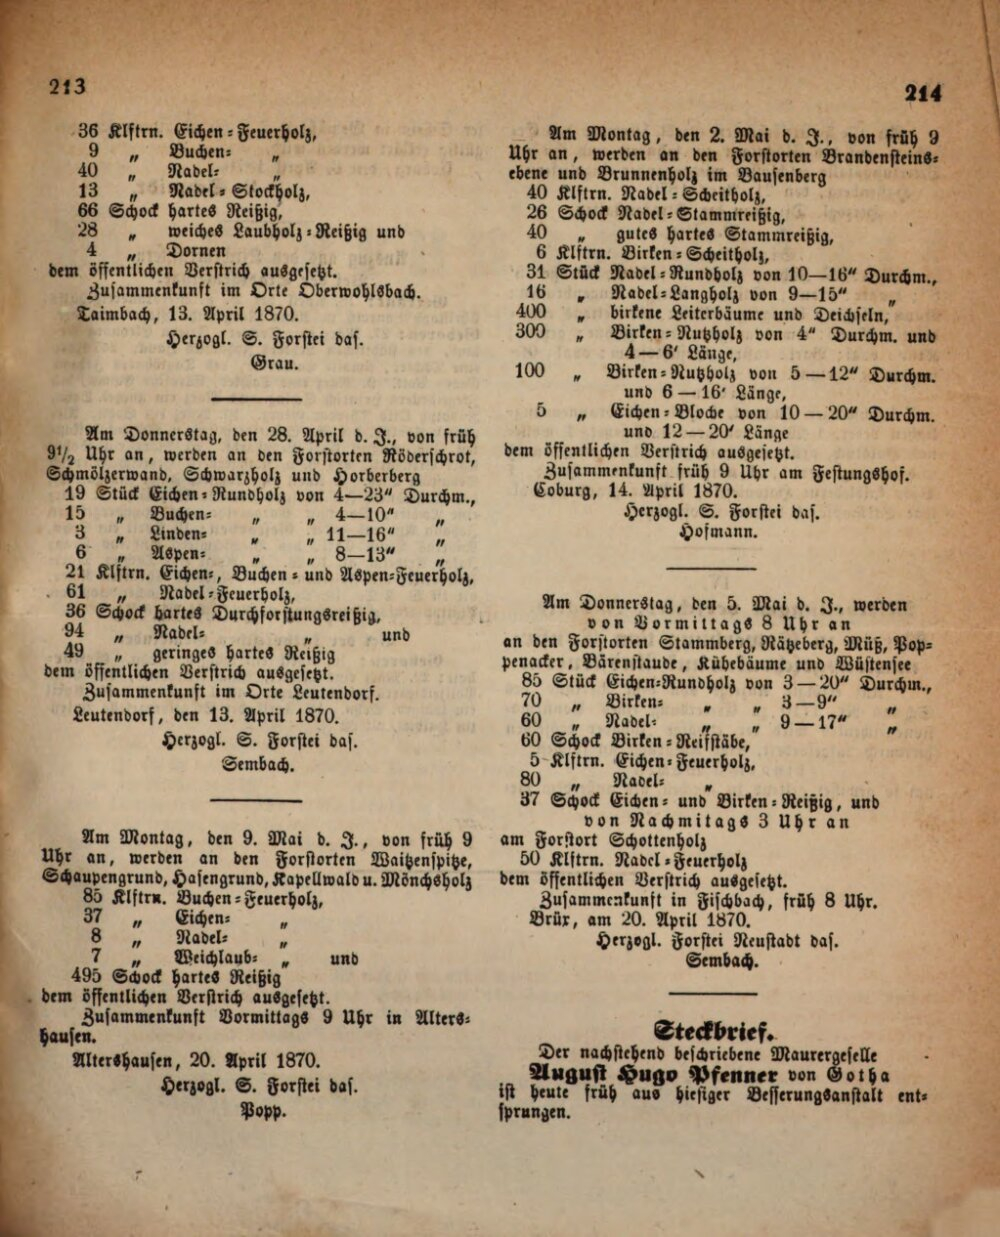 213
36 Klftrn. Eichen=Feuerholz,
9 „ Buchen= „
40 „ Nadel= „
13 „ Nadel=Stockholz,
66 Schock hartes Reißig,
28 „ weiches Laubholz=Reißig und
4 „ Dornen
dem öffentlichen Verstrich ausgesetzt.
Zusammenkunft im Orte Oberwohlsbach.
Taimbach, 13. April 1870.
Herzogl. S. Forstei das.
Grau.
Am Donnerstag, den 28. April d. J., von früh
9½ Uhr an, werden an den Forstorten Röderschrot,
Schmölzerwand, Schwarzholz und Horberberg
19 Stück Eichen=Rundholz von 4—23" Durchm.,
15 „ Buchen= „ „ 4—10" „
3 „ Linden= „ „ 11—16" „
6 „ Aspen= „ „ 8—13" „
21 Klftrn. Eichen=, Buchen= und Aspen=Feuerholz,
61 „ Nadel=Feuerholz,
36 Schock hartes Durchforstungsreißig,
94 „ Nadel= „ und
49 „ geringes hartes Reißig
dem öffentlichen Verstrich ausgesetzt.
Zusammenkunft im Orte Leutendorf.
Leutendorf, den 13. April 1870.
Herzogl. S. Forstei das.
Sembach.
Am Montag, den 9. Mai d. J., von früh 9
Uhr an, werden an den Forstorten Waitzenspitze,
Schaupengrund, Hasengrund, Kapellwald u. Mönchsholz
85 Klftrn. Buchen=Feuerholz,
37 „ Eichen= „
8 „ Nadel= „
7 „ Weichlaub= „ und
495 Schock hartes Reißig
dem öffentlichen Verstrich ausgesetzt.
Zusammenkunft Vormittags 9 Uhr in Alters=
hausen.
Altershausen, 20. April 1870.
Herzogl. S. Forstei das.
Popp.
214
Am Montag, den 2. Mai d. J., von früh 9
Uhr an, werden an den Forstorten Brandensteins=
ebene und Brunnenholz im Bausenberg
40 Klftrn. Nadel=Scheitholz,
26 Schock Nadel=Stammreißig,
40 „ gutes hartes Stammreißig,
6 Klftrn. Birken=Scheitholz,
31 Stück Nadel=Rundholz von 10—16" Durchm.,
16 „ Nadel=Langholz von 9—15" „
400 „ birkene Leiterbäume und Deichseln,
300 „ Birken=Nutzholz von 4" Durchm. und
4—6' Länge,
100 „ Birken=Nutzholz von 5—12" Durchm.
und 6—16' Länge,
5 „ Eichen=Bloche von 10—20" Durchm.
und 12—20' Länge
dem öffentlichen Verstrich ausgesetzt.
Zusammenkunft früh 9 Uhr am Festungshof.
Coburg, 14. April 1870.
Herzogl. S. Forstei das.
Hofmann.
Am Donnerstag, den 5. Mai d. J., werden
von Vormittags 8 Uhr an
an den Forstorten Stammberg, Rätzeberg, Müß, Pop=
penacker, Bärenstaude, Kühebäume und Wüstensee
85 Stück Eichen=Rundholz von 3—20" Durchm.,
70 „ Birken= „ „ 3—9" „
60 „ Nadel= „ „ 9—17" „
60 Schock Birken=Reifstäbe,
5 Klftrn. Eichen=Feuerholz,
80 „ Nadel= „
37 Schock Eichen= und Birken=Reißig, und
von Nachmitags 3 Uhr an
am Forstort Schottenholz
50 Klftrn. Nadel=Feuerholz
dem öffentlichen Verstrich ausgesetzt.
Zusammenkunft in Fischbach, früh 8 Uhr.
Brüx, am 20. April 1870.
Herzogl. Forstei Neustadt das.
Sembach.
Steckbrief.
Der nachstehend beschriebene Maurergeselle
August Hugo Pfenner von Gotha
ist heute früh aus hiesiger Besserungsanstalt ent=
sprungen.